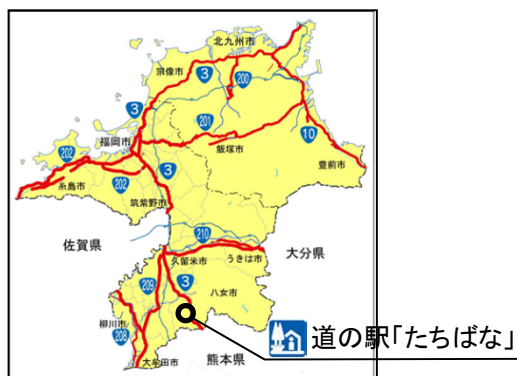 北九州市
宗像市
3
200
3
201
福岡市
10
飯塚市
202
豊前市
3
糸島市
202
筑紫野市
佐賀県
210
大分県
久留米市
うきは市
209
3
八女市
柳川市
208
道の駅「たちばな」
大牟田市
熊本県